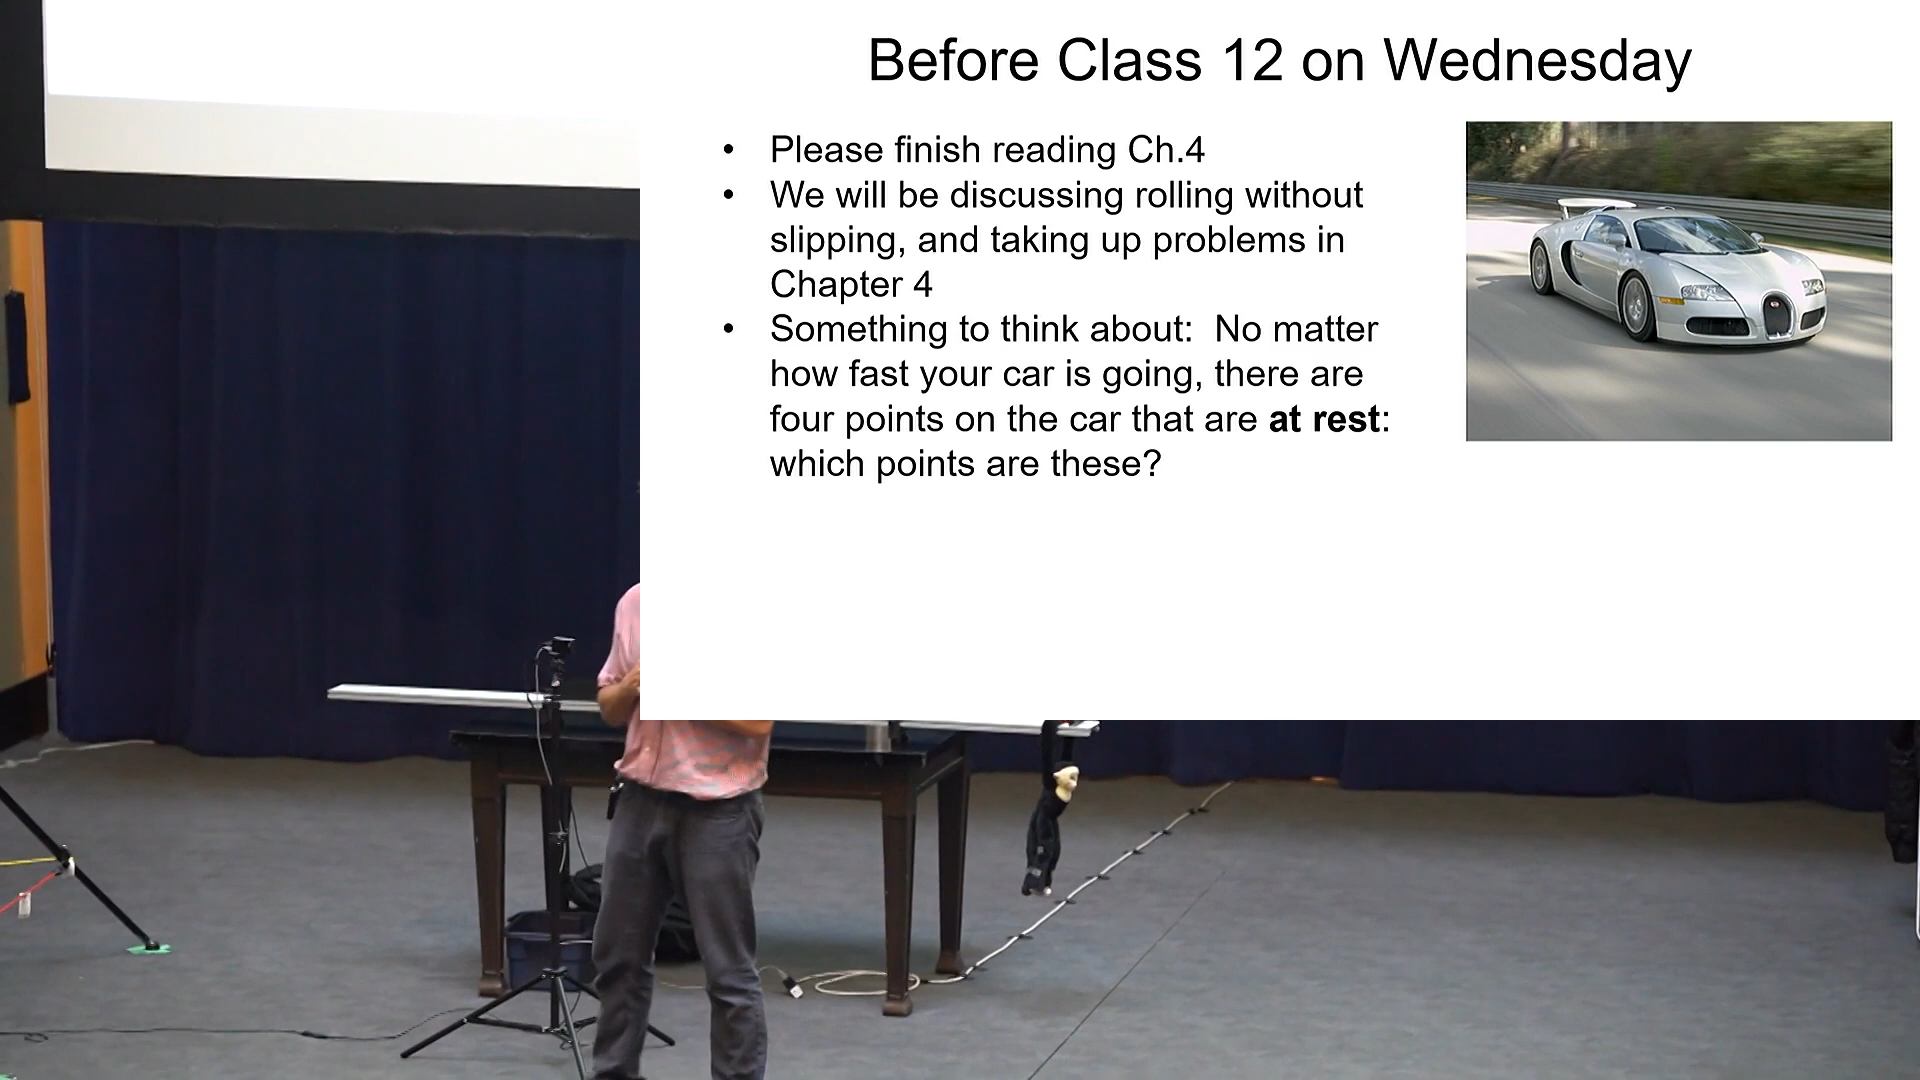 Before Class 12 on Wednesday
• Please finish reading Ch.4
• We will be discussing rolling without
slipping, and taking up problems in
Chapter 4
• Something to think about:  No matter
how fast your car is going, there are
four points on the car that are at rest:
which points are these?